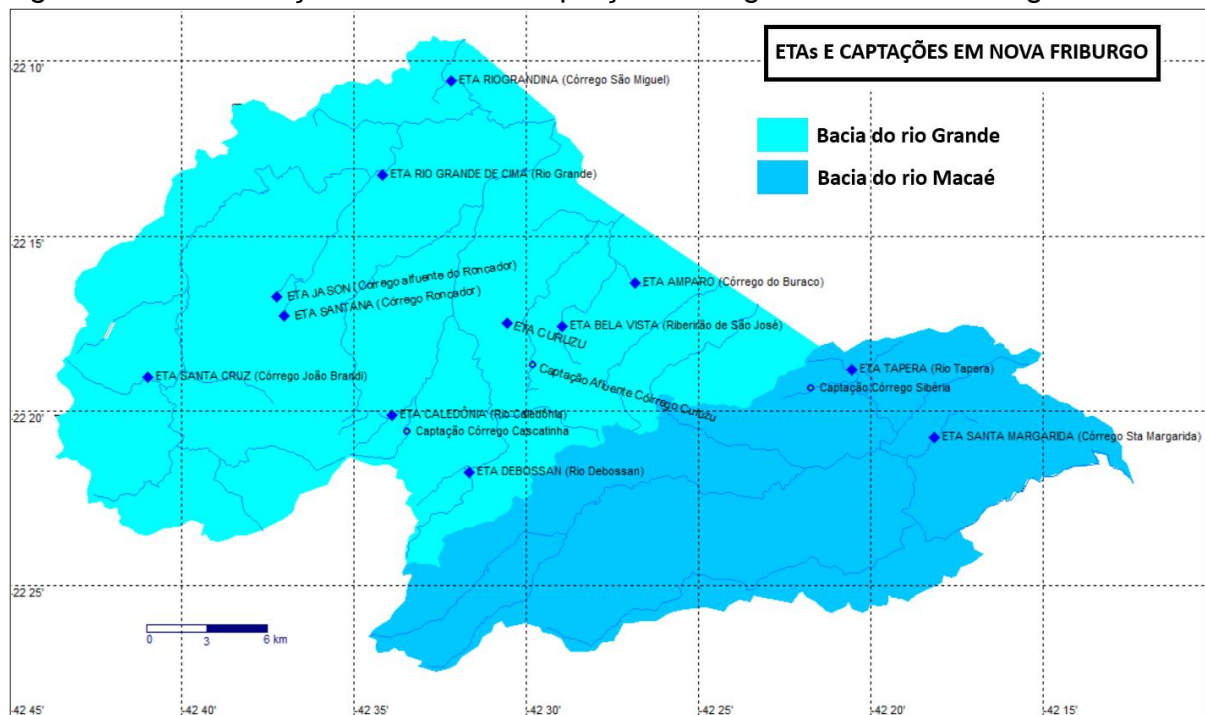 ETAs E CAPTAÇÕES EM NOVA FRIBURGO
-22 10'
ETA RIOGRANDINA (Córrego São Miguel)
Bacia do rio Grande
Bacia do rio Macaé
ETA RIO GRANDE DE CIMA (Rio Grande)
-22 15'
ETA JASON (Córrego alfuente do Roncador)
ETA SANTANA (Córrego Roncador)
ETA AMPARO (Córrego do Buraco)
ETA CURUZU
ETA BELA VISTA (Riberirão de São José)
Captação Afluente Córrego Curuzu
ETA SANTA CRUZ (Córrego João Brandi)
ETA TAPERA (Rio Tapera)
Captação Córrego Sibéria
-22 20'
ETA CALEDÔNIA (Rio Caledônia)
Captação Córrego Cascatinha
ETA SANTA MARGARIDA (Córrego Sta Margarida)
ETA DEBOSSAN (Rio Debossan)
-22 25'
0 3 6 km
-42 45' -42 40' -42 35' -42 30' -42 25' -42 20' -42 15'